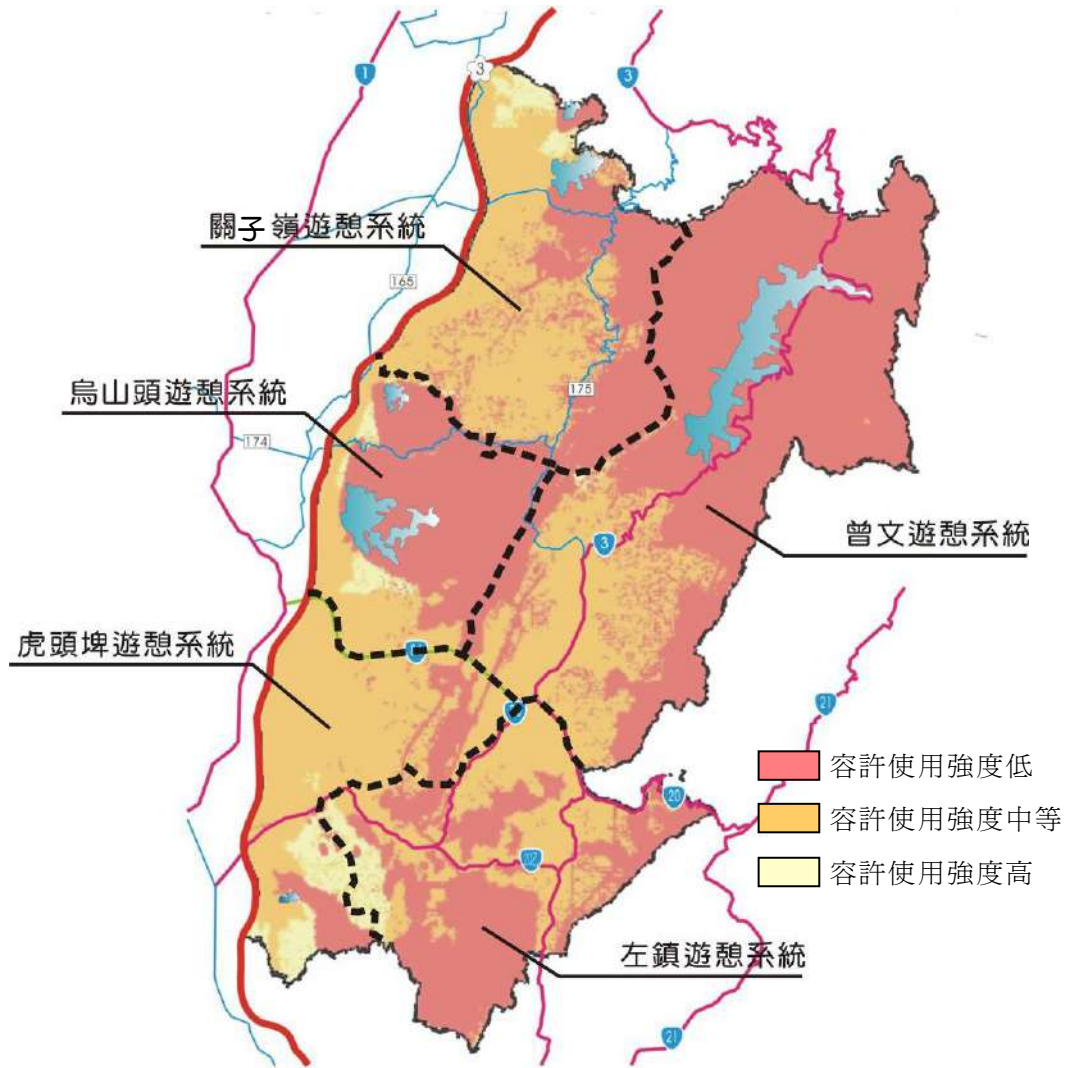 1
3
3
關子嶺遊憩系統
165
烏山頭遊憩系統
175
174
3
曾文遊憩系統
虎頭埤遊憩系統
21
容許使用強度低
20
容許使用強度中等
容許使用強度高
左鎮遊憩系統
21